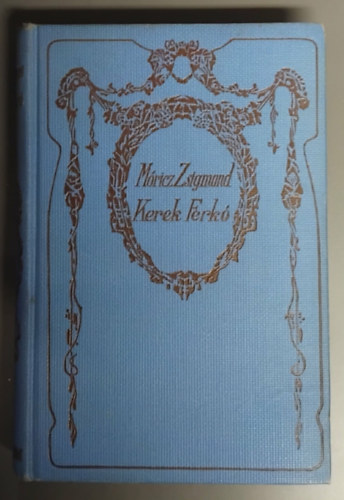 Móricz Zsigmond
Kerek Ferkó